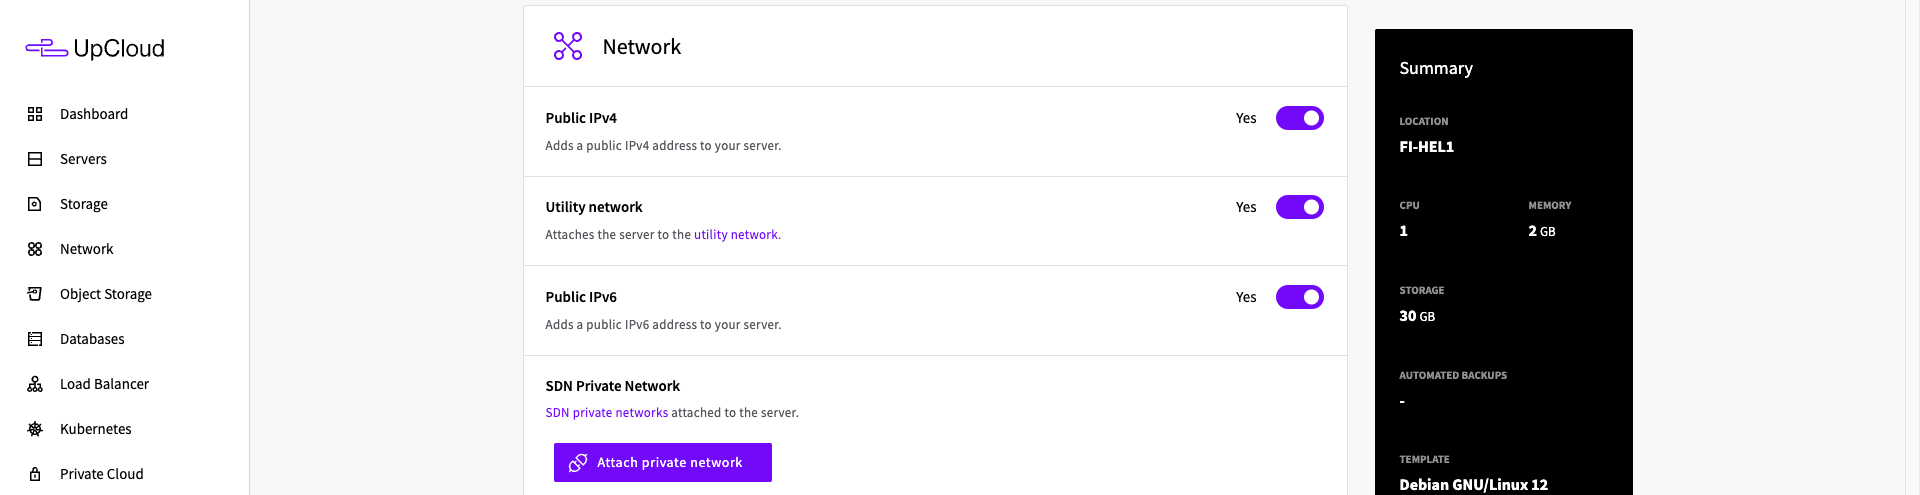 UpCloud
Dashboard
Servers
Storage
Network
Object Storage
Databases
Load Balancer
Kubernetes
Private Cloud
Network
Public IPv4
Yes
Adds a public IPv4 address to your server.
Utility network
Yes
Attaches the server to the utility network.
Public IPv6
Yes
Adds a public IPv6 address to your server.
SDN Private Network
SDN private networks attached to the server.
Attach private network
Summary
LOCATION
FI-HEL1
CPU MEMORY
1 2 GB
STORAGE
30 GB
AUTOMATED BACKUPS
-
TEMPLATE
Debian GNU/Linux 12